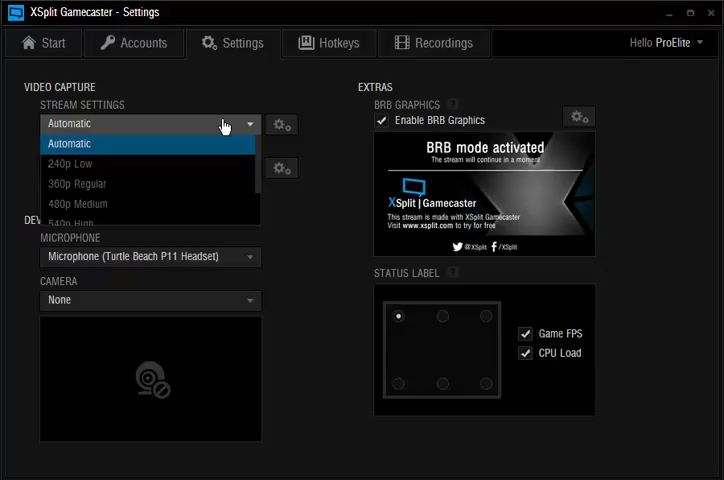 XSplit Gamecaster - Settings
Start
Accounts
Settings
Hotkeys
Recordings
Hello ProElite
VIDEO CAPTURE
STREAM SETTINGS
Automatic
Automatic
240p Low
360p Regular
480p Medium
540p High
DEV
MICROPHONE
Microphone (Turtle Beach P11 Headset)
CAMERA
None
EXTRAS
BRB GRAPHICS ?
Enable BRB Graphics
BRB mode activated
The stream will continue in a moment
XSplit | Gamecaster
This stream is made with XSplit Gamecaster
Visit www.xsplit.com to try for free
@XSplit /XSplit
STATUS LABEL ?
Game FPS
CPU Load